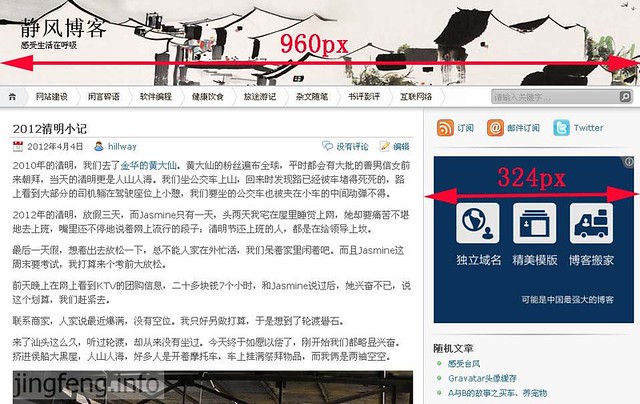 静风博客
感受生活在呼吸
960px
网站建设 闲言碎语 软件编程 健康饮食 旅途游记 杂文随笔 书评影评 互联网络 请输入关键字...
2012清明小记
2012年4月4日 hillway 没有评论 编辑
2010年的清明，我们去了金华的黄大仙。黄大仙的粉丝遍布全球，平时都会有大批的善男信女前
来朝拜，当天的清明更是人山人海。我们坐公交车上山，回来时发现路已经被车堵得死死的，路
上看到大部分的司机躺在驾驶座位上小憩，我们要坐的公交车也被夹在小车的中间动弹不得。
2012年的清明，放假三天，而Jasmine只有一天，头两天我宅在屋里睡觉上网，她却要痛苦不堪
地去上班，嘴里还不停地说着网上流行的段子：清明节还上班的人，都是在给领导上坟。
最后一天假，想着出去放松一下，总不能人家在外忙活，我们呆着家里闲着吧。而且Jasmine这
周末要考试，我打算来个考前大放松。
前天晚上在网上看到KTV的团购信息，二十多块钱7个小时，和Jasmine说过后，她兴奋不已，说
这个划算，我们赶紧去。
联系商家，人家说最近爆满，没有空位。我只好另做打算，于是想到了轮渡礐石。
来了汕头这么久，听过轮渡，却从来没有坐过。今天终于如愿以偿了，刚开始我们都略显兴奋。
挤进侯船大黑屋，人山人海，好多人是开着摩托车，车上挂满祭拜物品，而我俩是两袖空空。
jingfeng.info
订阅 邮件订阅 Twitter
324px
独立域名 精美模版 博客搬家
可能是中国最强大的博客
随机文章
感受台风
Gravatar头像缓存
A与B的故事之买车、养宠物